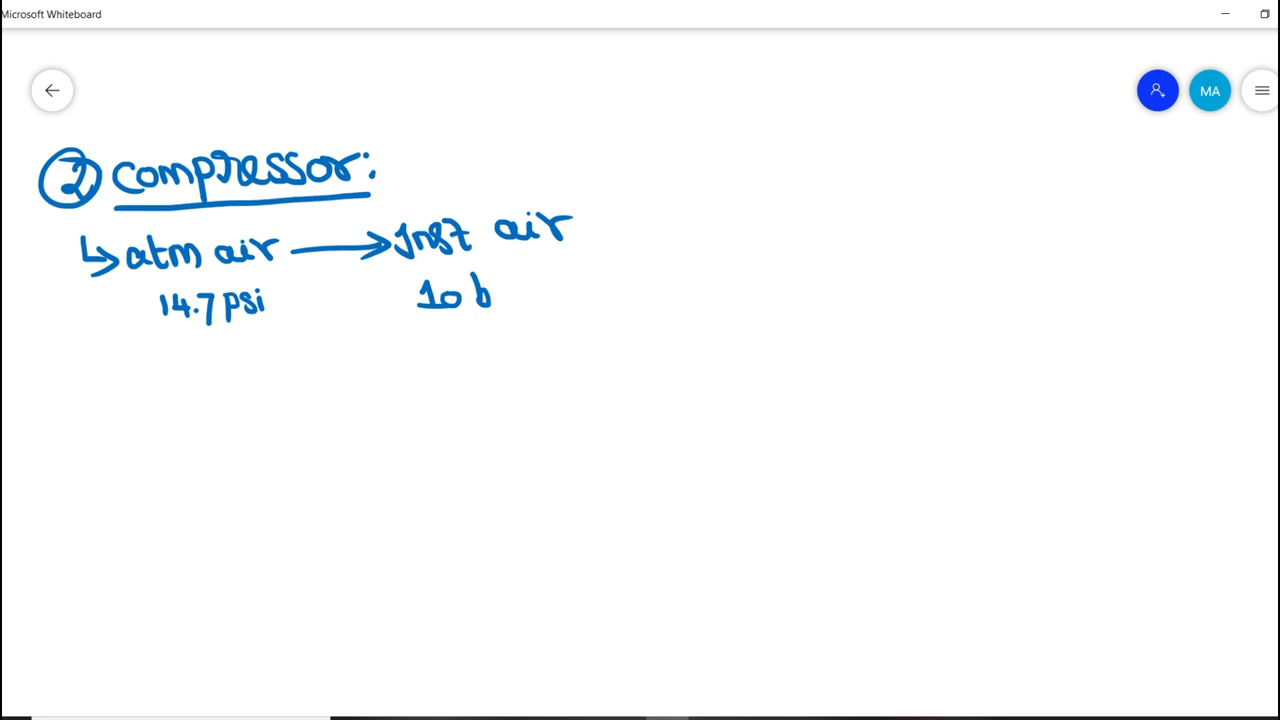 Microsoft Whiteboard
MA
2 compressor:
↳ atm air → Inst air
14.7 psi 10 b